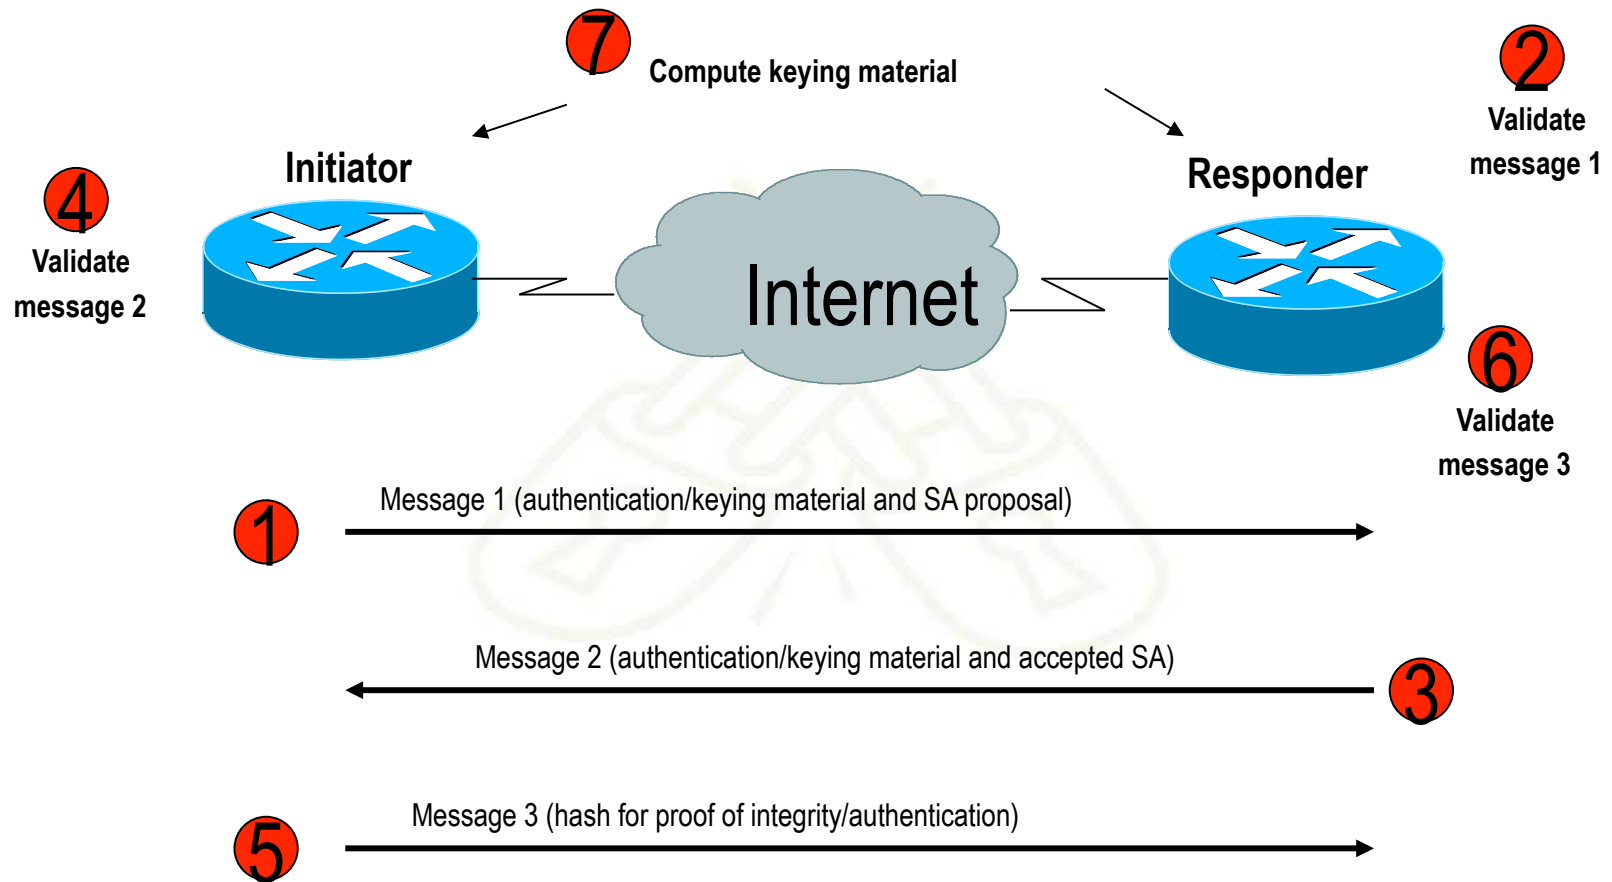 7
Compute keying material
2
Validate
message 1
Initiator
Responder
4
Validate
message 2
Internet
6
Validate
message 3
Message 1 (authentication/keying material and SA proposal)
1
Message 2 (authentication/keying material and accepted SA)
3
Message 3 (hash for proof of integrity/authentication)
5